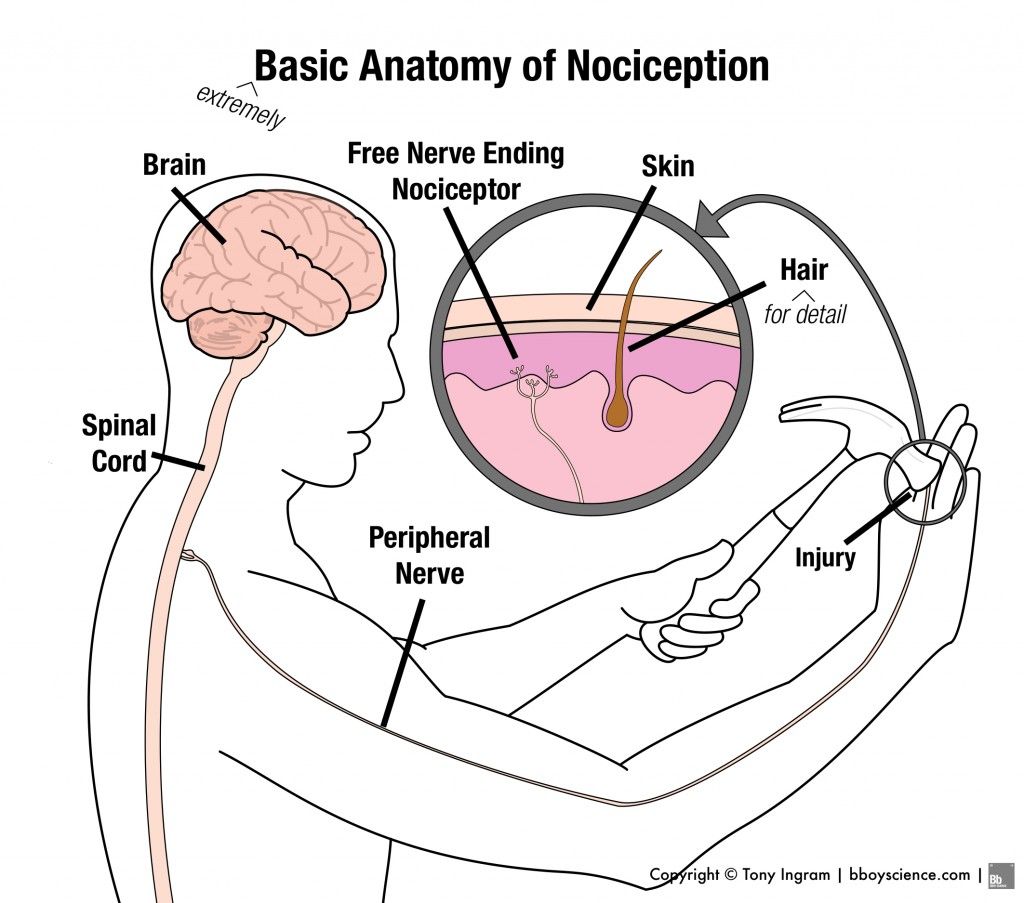 Basic Anatomy of Nociception
extremely
Brain
Free Nerve Ending
Nociceptor
Skin
Hair
for detail
Spinal
Cord
Peripheral
Nerve
Injury
Copyright © Tony Ingram | bboyscience.com |
Bb